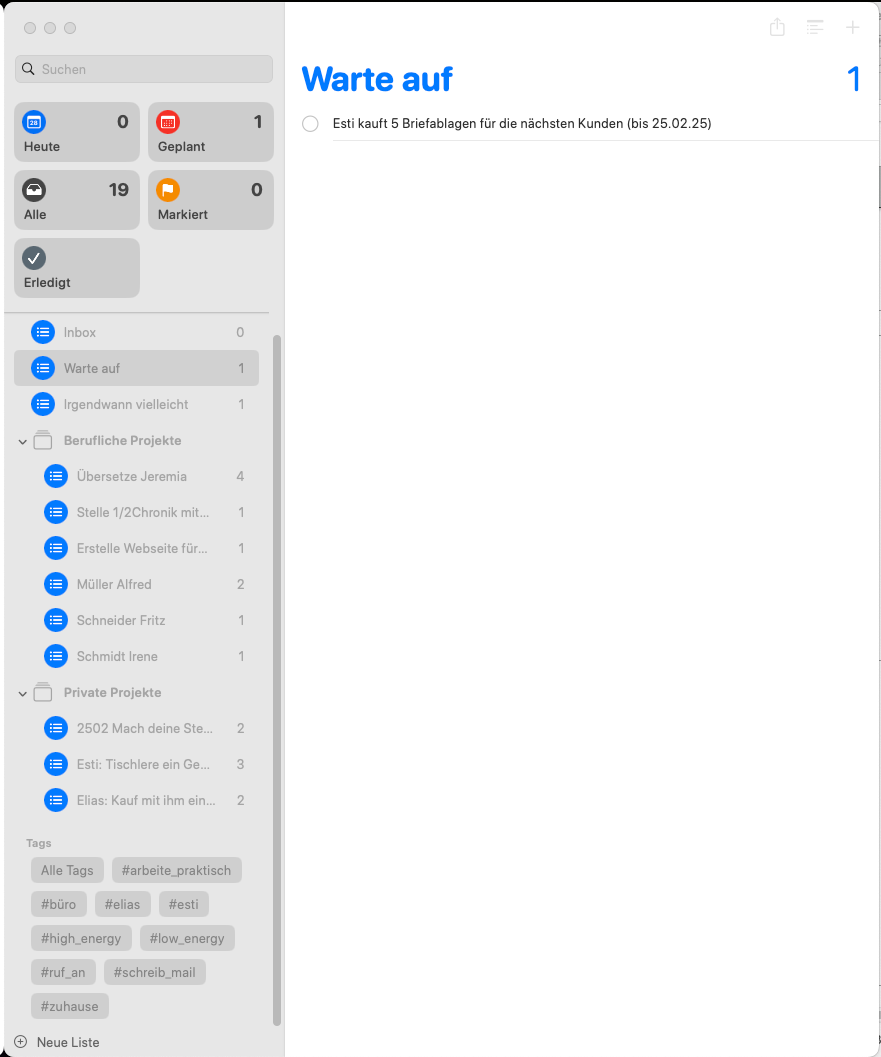 Suchen
28
0
Heute
1
Geplant
19
Alle
0
Markiert
Erledigt
Inbox 0
Warte auf 1
Irgendwann vielleicht 1
Berufliche Projekte
Übersetze Jeremia 4
Stelle 1/2Chronik mit... 1
Erstelle Webseite für... 1
Müller Alfred 2
Schneider Fritz 1
Schmidt Irene 1
Private Projekte
2502 Mach deine Ste... 2
Esti: Tischlere ein Ge... 3
Elias: Kauf mit ihm ein... 2
Tags
Alle Tags #arbeite_praktisch
#büro #elias #esti
#high_energy #low_energy
#ruf_an #schreib_mail
#zuhause
Neue Liste
Warte auf 1
Esti kauft 5 Briefablagen für die nächsten Kunden (bis 25.02.25)